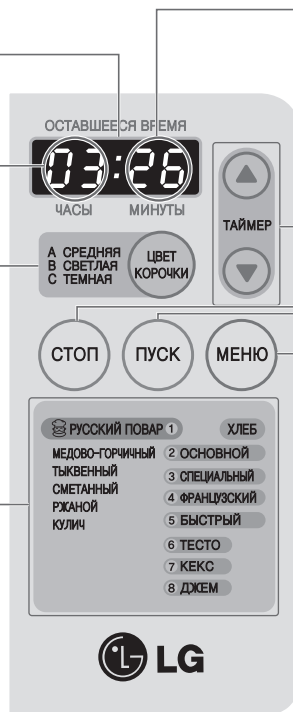 ОСТАВШЕЕСЯ ВРЕМЯ
03:26
ЧАСЫ МИНУТЫ
ТАЙМЕР
A СРЕДНЯЯ
B СВЕТЛАЯ
C ТЕМНАЯ
ЦВЕТ
КОРОЧКИ
СТОП ПУСК МЕНЮ
РУССКИЙ ПОВАР 1 ХЛЕБ
МЕДОВО-ГОРЧИЧНЫЙ 2 ОСНОВНОЙ
ТЫКВЕННЫЙ 3 СПЕЦИАЛЬНЫЙ
СМЕТАННЫЙ 4 ФРАНЦУЗСКИЙ
РЖАНОЙ 5 БЫСТРЫЙ
КУЛИЧ
6 ТЕСТО
7 КЕКС
8 ДЖЕМ
LG